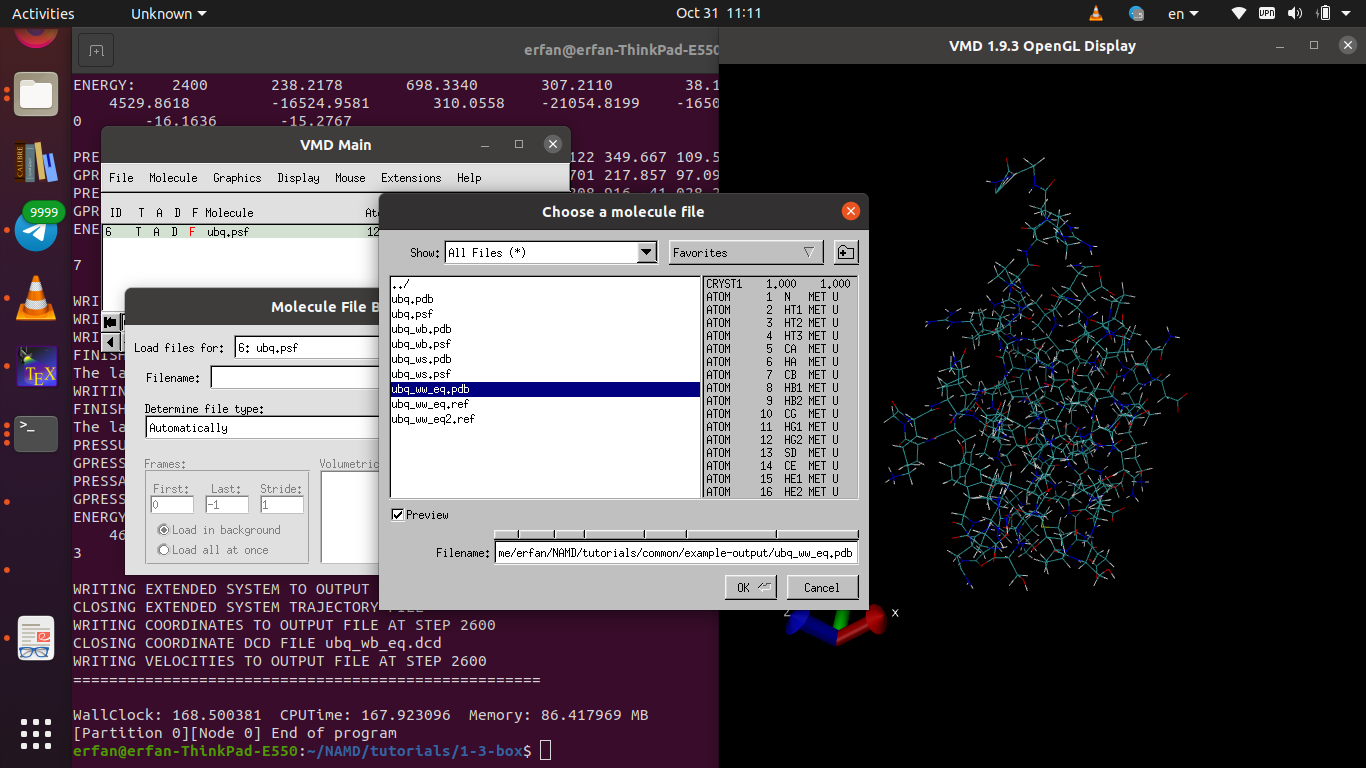 Activities
Unknown
Oct 31 11:11
en
VPN
erfan@erfan-ThinkPad-E550
VMD 1.9.3 OpenGL Display
ENERGY: 2400 238.2178 698.3340 307.2110 38.1
4529.8618 -16524.9581 310.0558 -21054.8199 -1650
0 -16.1636 -15.2767
VMD Main
File Molecule Graphics Display Mouse Extensions Help
ID T A D F Molecule
6 T A D F ubq.psf 12
PRE
122 349.667 109.5
GPR
701 217.857 97.09
PRE
GPR
ENE
7
WRI
WRI
WRI
FINIS
The la
WRITIN
FINISH
The la
PRESSU
GPRESS
PRESSA
GPRESS
ENERGY
46
3
CALIBRE
9999
TEX
Molecule File B
Load files for: 6: ubq.psf
Filename:
Determine file type:
Automatically
Frames:
First: Last: Stride:
0 -1 1
Load in background
Load all at once
Volumetric
Choose a molecule file
Show: All Files (*)
Favorites
../
ubq.pdb
ubq.psf
ubq_wb.pdb
ubq_wb.psf
ubq_ws.pdb
ubq_ws.psf
ubq_ww_eq.pdb
ubq_ww_eq.ref
ubq_ww_eq2.ref
CRYST1 1.000 1.000
ATOM 1 N MET U
ATOM 2 HT1 MET U
ATOM 3 HT2 MET U
ATOM 4 HT3 MET U
ATOM 5 CA MET U
ATOM 6 HA MET U
ATOM 7 CB MET U
ATOM 8 HB1 MET U
ATOM 9 HB2 MET U
ATOM 10 CG MET U
ATOM 11 HG1 MET U
ATOM 12 HG2 MET U
ATOM 13 SD MET U
ATOM 14 CE MET U
ATOM 15 HE1 MET U
ATOM 16 HE2 MET U
Preview
Filename: me/erfan/NAMD/tutorials/common/example-output/ubq_ww_eq.pdb
OK
Cancel
x
WRITING EXTENDED SYSTEM TO OUTPUT
CLOSING EXTENDED SYSTEM TRAJECTORY FILE
WRITING COORDINATES TO OUTPUT FILE AT STEP 2600
CLOSING COORDINATE DCD FILE ubq_wb_eq.dcd
WRITING VELOCITIES TO OUTPUT FILE AT STEP 2600
====================================================
WallClock: 168.500381 CPUTime: 167.923096 Memory: 86.417969 MB
[Partition 0][Node 0] End of program
erfan@erfan-ThinkPad-E550:~/NAMD/tutorials/1-3-box$